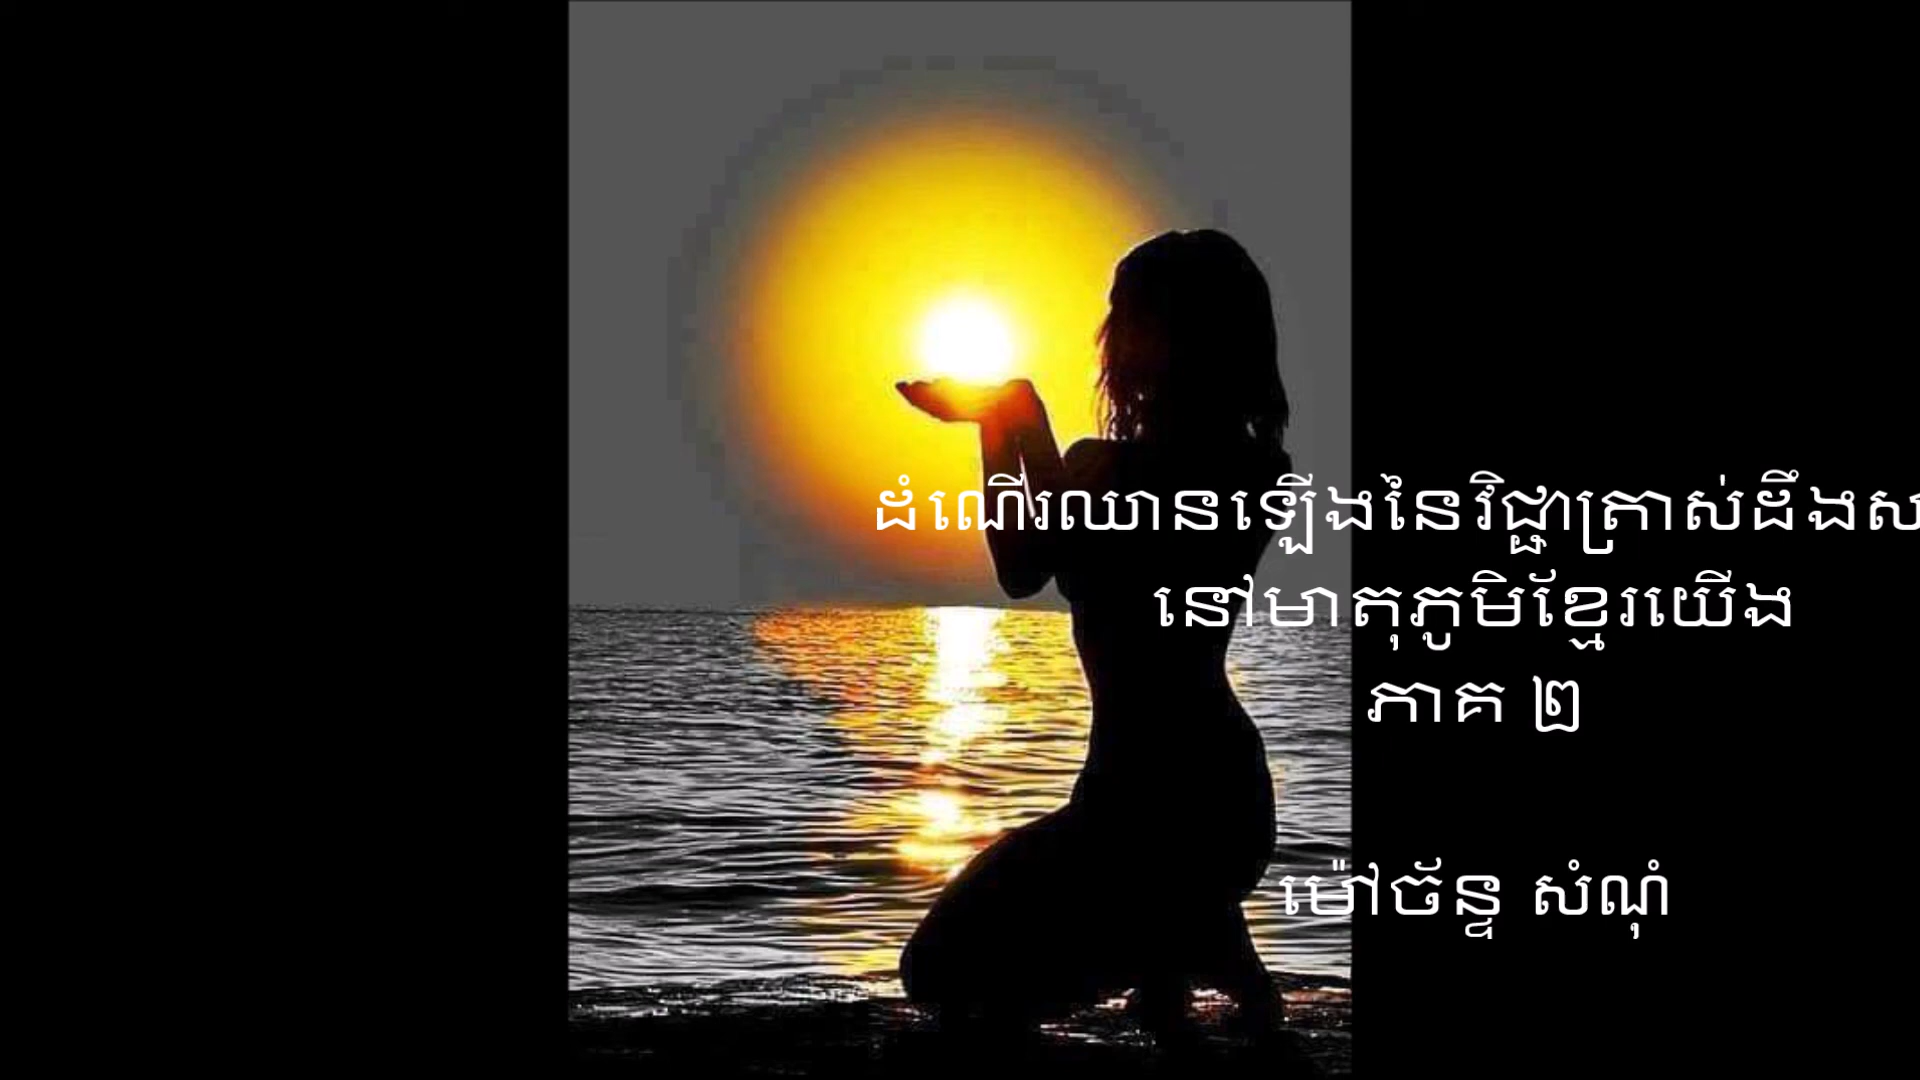 ដំណើរឈានឡើងនៃវិជ្ជាត្រាស់ដឹងស
នៅមាតុភូមិខ្មែរយើង
ភាគ ២
ម៉ៅច័ន្ទ សំណុំ